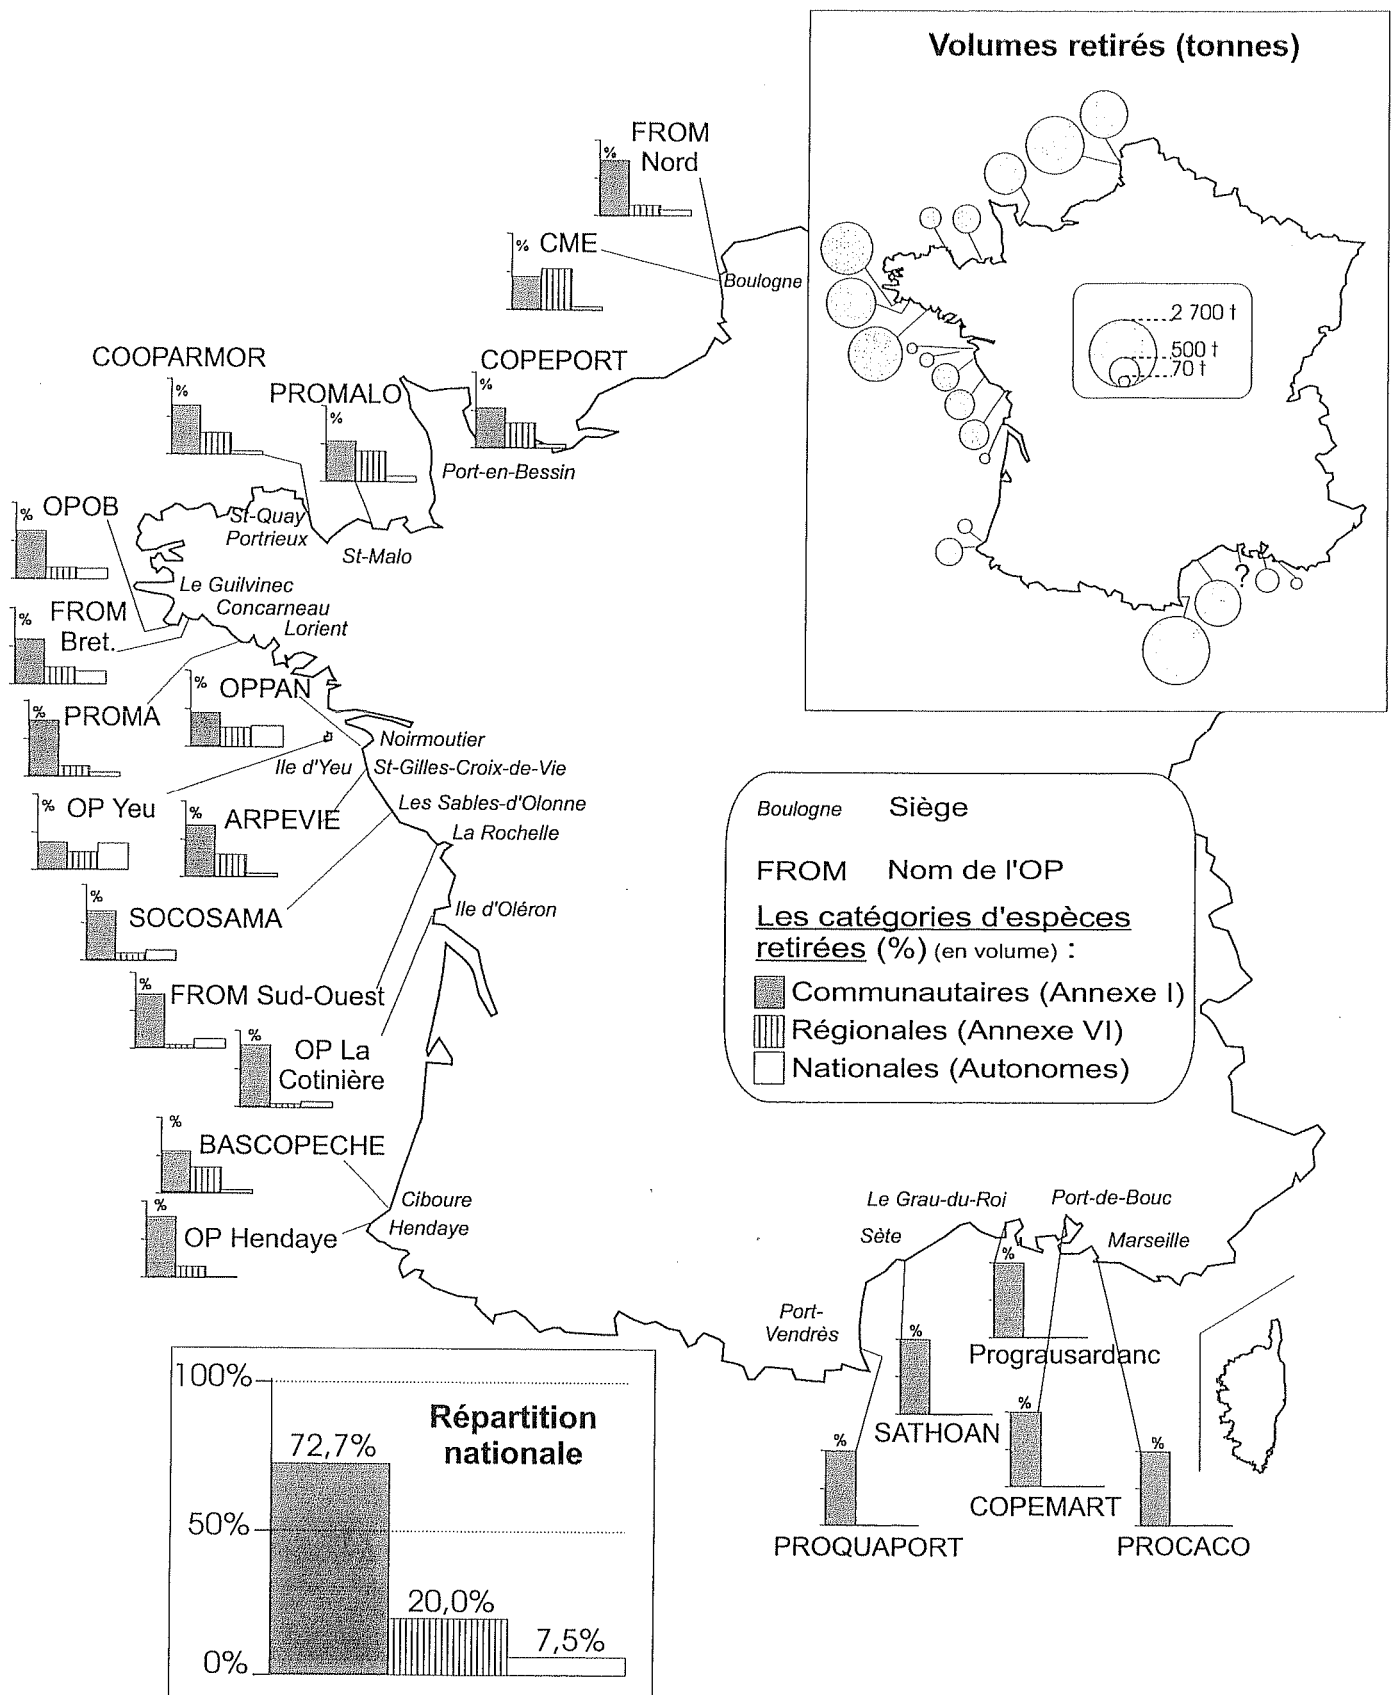 Volumes retirés (tonnes)
2 700 t
500 t
70 t
?
FROM
Nord
%
% CME
Boulogne
COOPARMOR
%
PROMALO
%
COPEPORT
%
Port-en-Bessin
OPOB
%
St-Quay
Portrieux
St-Malo
Le Guilvinec
Concarneau
Lorient
FROM
Bret.
%
PROMA
%
OPPAN
%
Noirmoutier
Ile d'Yeu
St-Gilles-Croix-de-Vie
% OP Yeu
ARPEVIE
%
Les Sables-d'Olonne
La Rochelle
SOCOSAMA
%
Ile d'Oléron
FROM Sud-Ouest
%
OP La
Cotinière
%
BASCOPECHE
%
Ciboure
Hendaye
OP Hendaye
%
Boulogne Siège
FROM Nom de l'OP
Les catégories d'espèces
retirées (%) (en volume) :
Communautaires (Annexe I)
Régionales (Annexe VI)
Nationales (Autonomes)
Le Grau-du-Roi
Port-de-Bouc
Sète
Marseille
Port-
Vendrès
%
Prograusardanc
%
SATHOAN
%
COPEMART
%
PROQUAPORT
%
PROCACO
Répartition
nationale
100%
50%
0%
72,7%
20,0%
7,5%